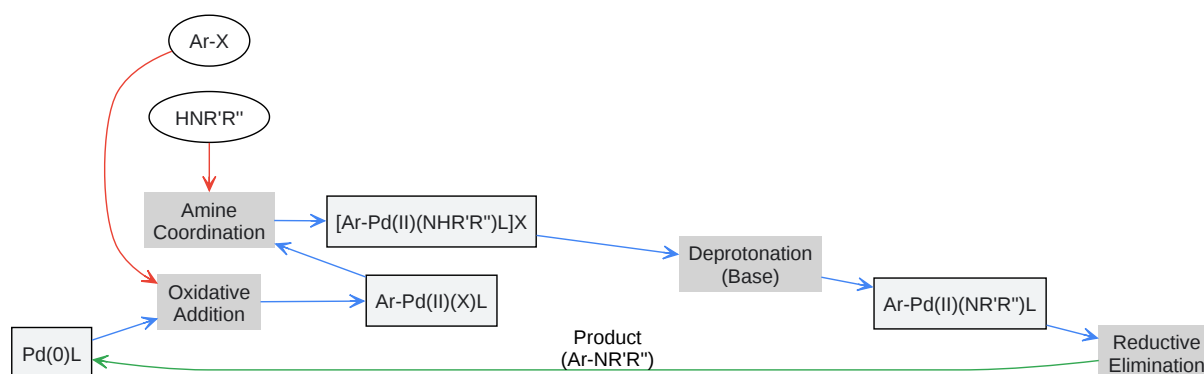 Ar-X
HNR'R''
Amine
Coordination
[Ar-Pd(II)(NHR'R'')L]X
Deprotonation
(Base)
Oxidative
Addition
Ar-Pd(II)(X)L
Ar-Pd(II)(NR'R'')L
Pd(0)L
Product
(Ar-NR'R'')
Reductive
Elimination